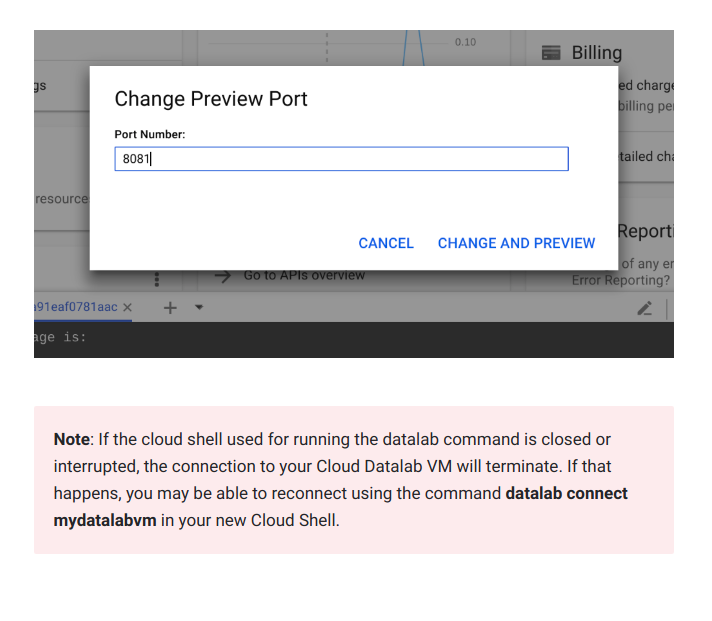 0.10
Billing
gs
ed charge
billing pe
Change Preview Port
Port Number:
8081
tailed cha
resource
Reporti
CANCEL
CHANGE AND PREVIEW
of any er
Go to APIs overview
Error Reporting?
91eaf0781aac
age is:
Note: If the cloud shell used for running the datalab command is closed or
interrupted, the connection to your Cloud Datalab VM will terminate. If that
happens, you may be able to reconnect using the command datalab connect
mydatalabvm in your new Cloud Shell.